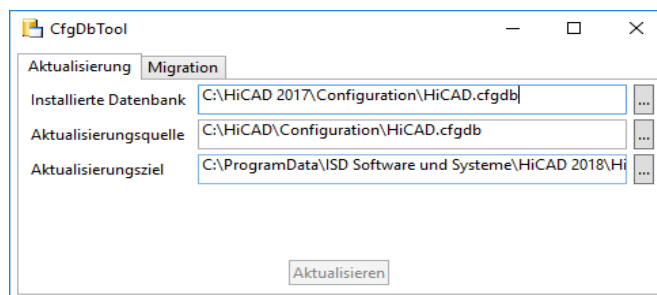 CfgDbTool
Aktualisierung Migration
Installierte Datenbank C:\HiCAD 2017\Configuration\HiCAD.cfgdb ...
Aktualisierungsquelle C:\HiCAD\Configuration\HiCAD.cfgdb ...
Aktualisierungsziel C:\ProgramData\ISD Software und Systeme\HiCAD 2018\Hi ...
Aktualisieren